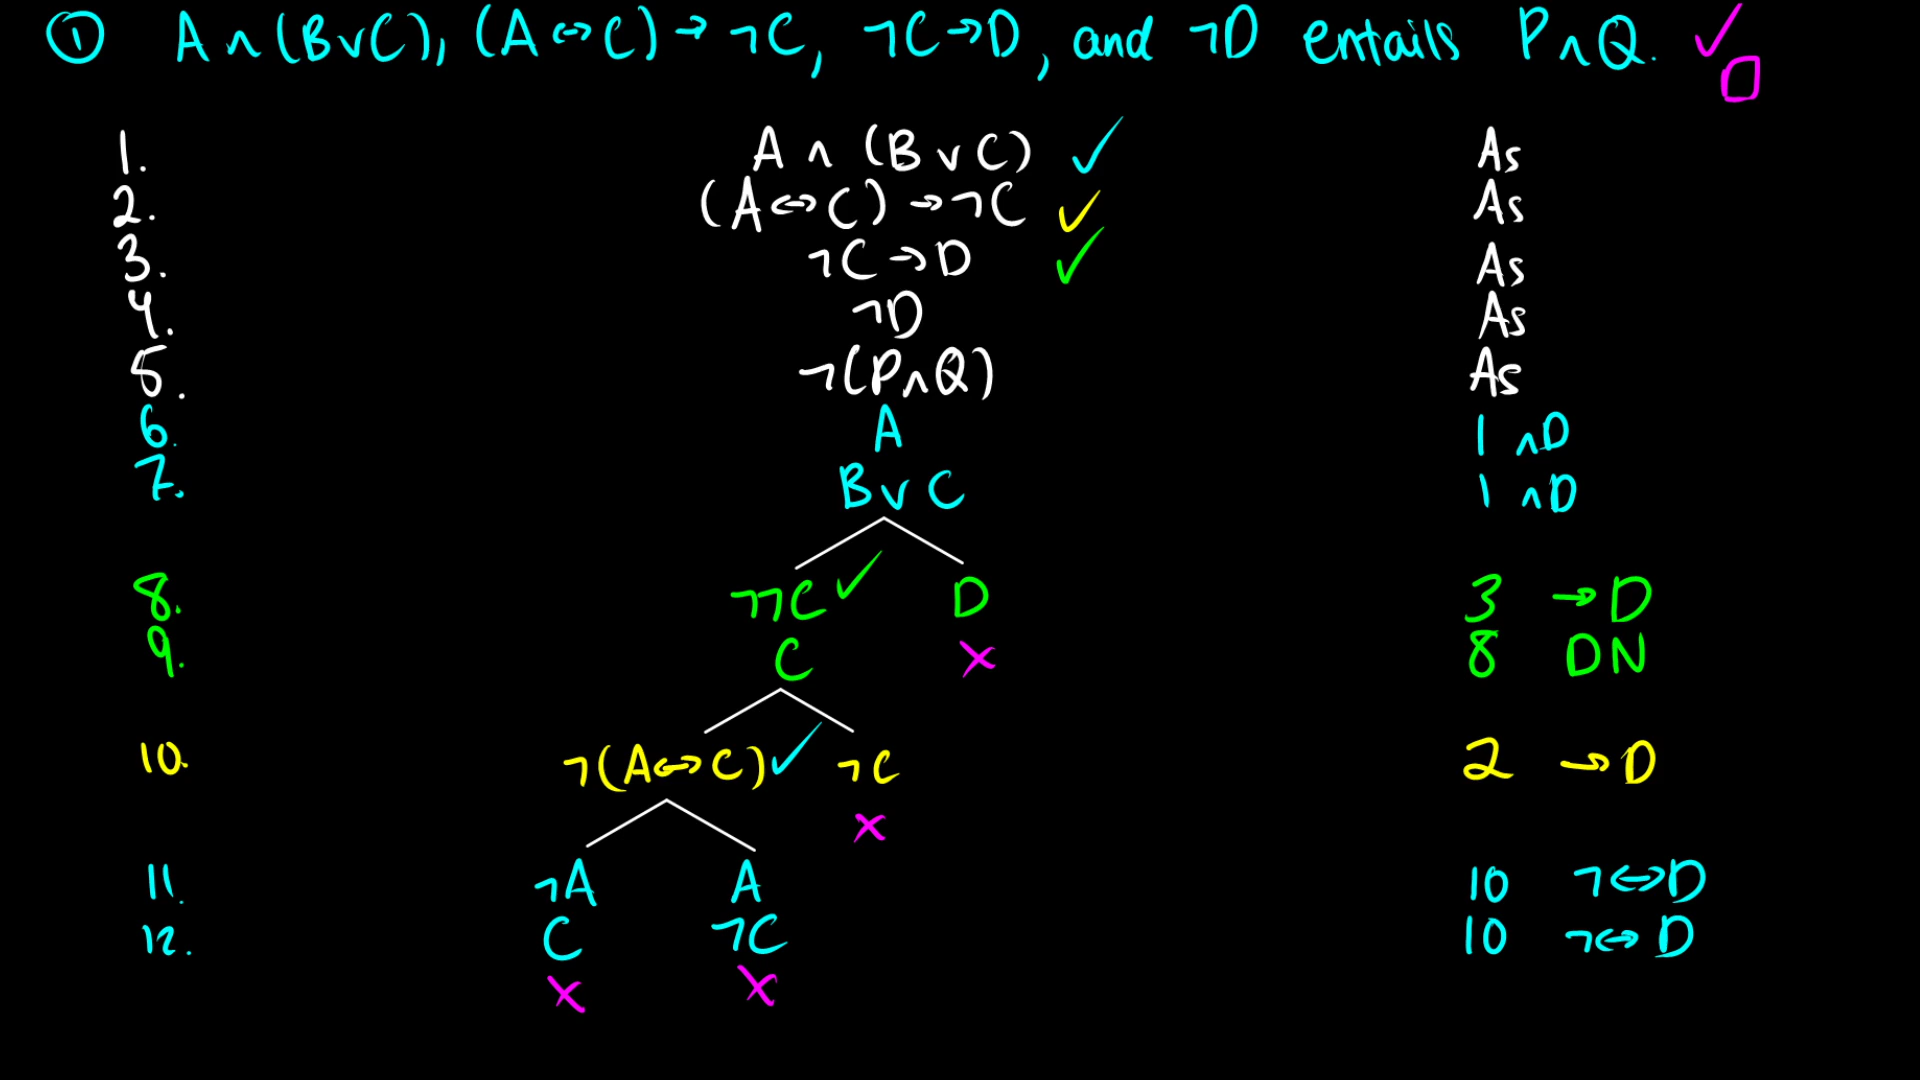 ① A ∧ (B ∨ C), (A ↔ C) → ¬C, ¬C → D, and ¬D entails P ∧ Q. ✓ □
1. A ∧ (B ∨ C) ✓ As
2. (A ↔ C) → ¬C ✓ As
3. ¬C → D ✓ As
4. ¬D As
5. ¬(P ∧ Q) As
6. A 1 ∧D
7. B ∨ C 1 ∧D
8. ¬¬C ✓ D 3 →D
9. C × 8 DN
10. ¬(A ↔ C) ✓ ¬C 2 →D
×
11. ¬A A 10 ¬↔D
12. C ¬C 10 ¬↔D
× ×